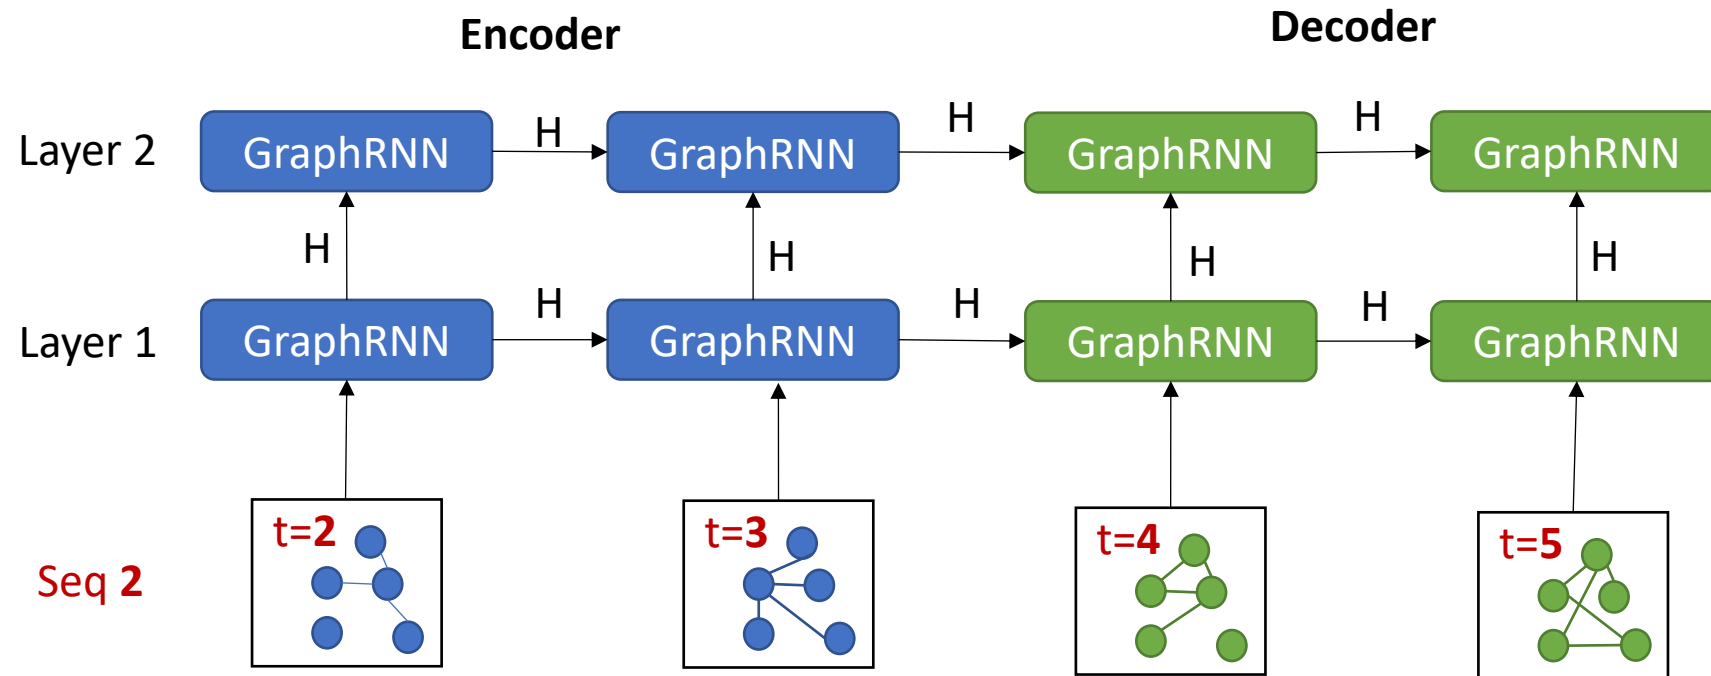 Encoder
Decoder
Layer 2
GraphRNN
H
GraphRNN
H
GraphRNN
H
GraphRNN
H
H
H
H
Layer 1
GraphRNN
H
GraphRNN
H
GraphRNN
H
GraphRNN
Seq 2
t=2
t=3
t=4
t=5